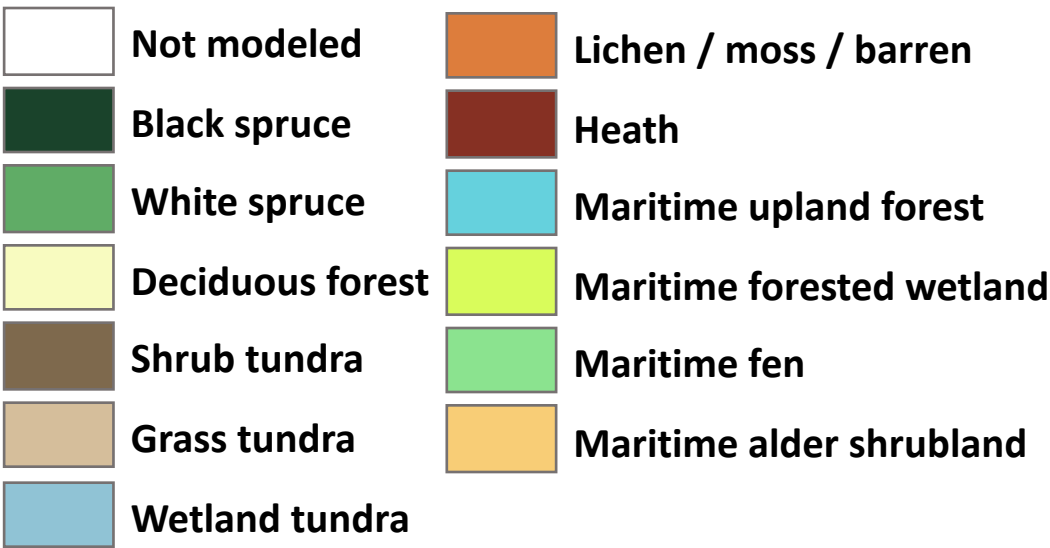 Not modeled
Black spruce
White spruce
Deciduous forest
Shrub tundra
Grass tundra
Wetland tundra
Lichen / moss / barren
Heath
Maritime upland forest
Maritime forested wetland
Maritime fen
Maritime alder shrubland